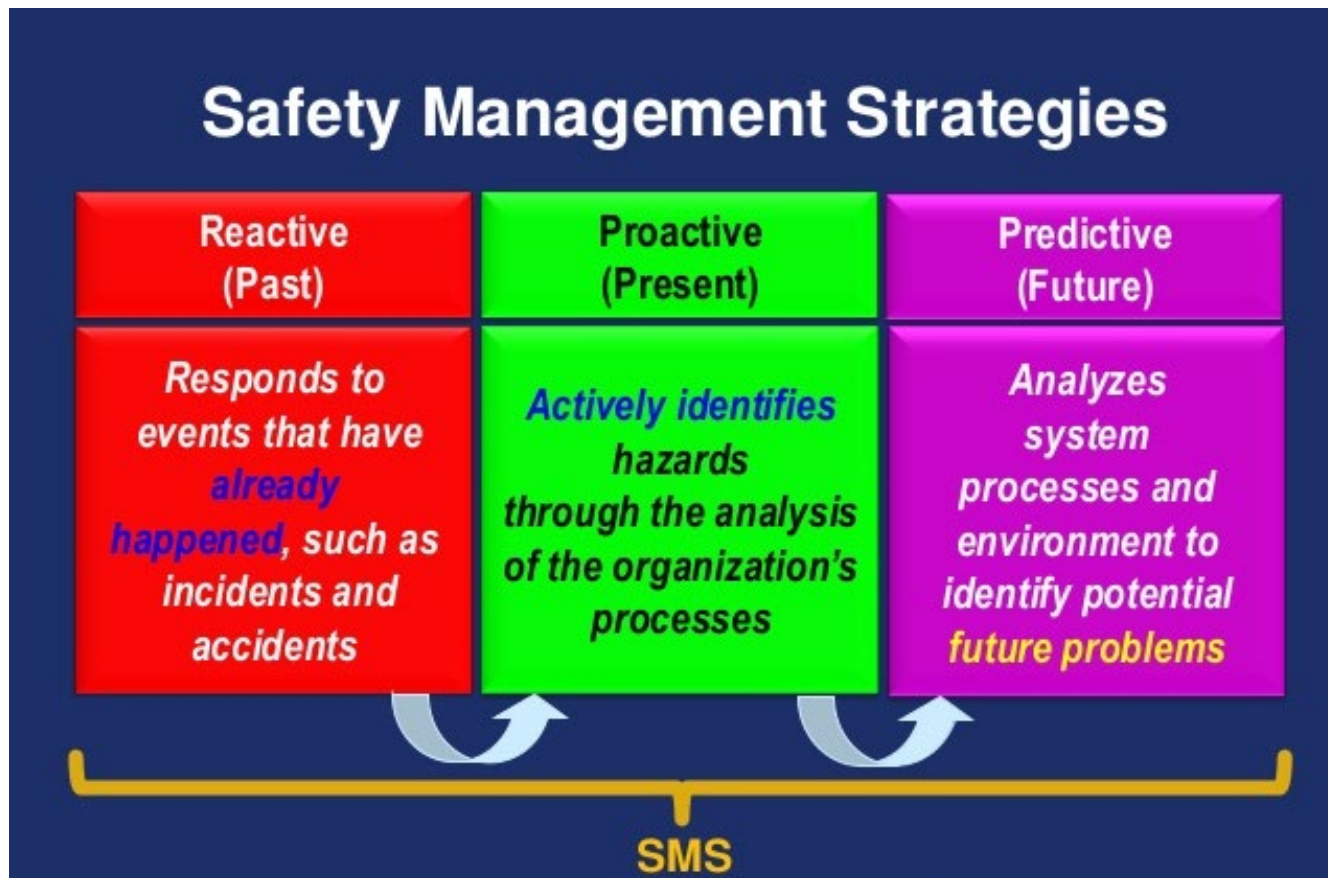 Safety Management Strategies
Reactive
(Past)
Responds to
events that have
already
happened, such as
incidents and
accidents
Proactive
(Present)
Actively identifies
hazards
through the analysis
of the organization's
processes
Predictive
(Future)
Analyzes
system
processes and
environment to
identify potential
future problems
SMS